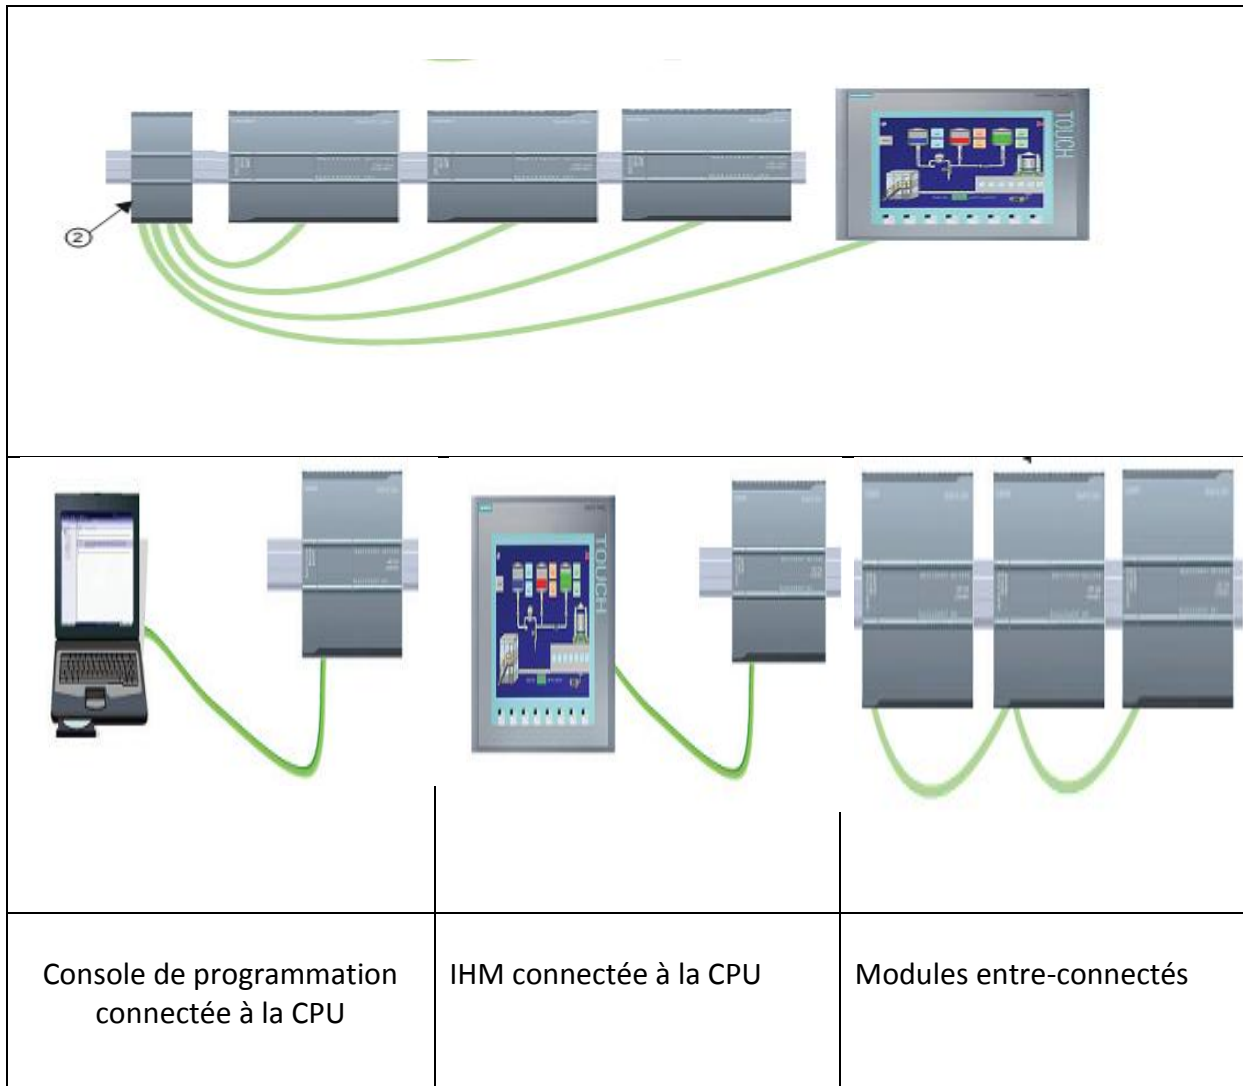 TOUCH
②
TOUCH
Console de programmation
connectée à la CPU
IHM connectée à la CPU
Modules entre-connectés